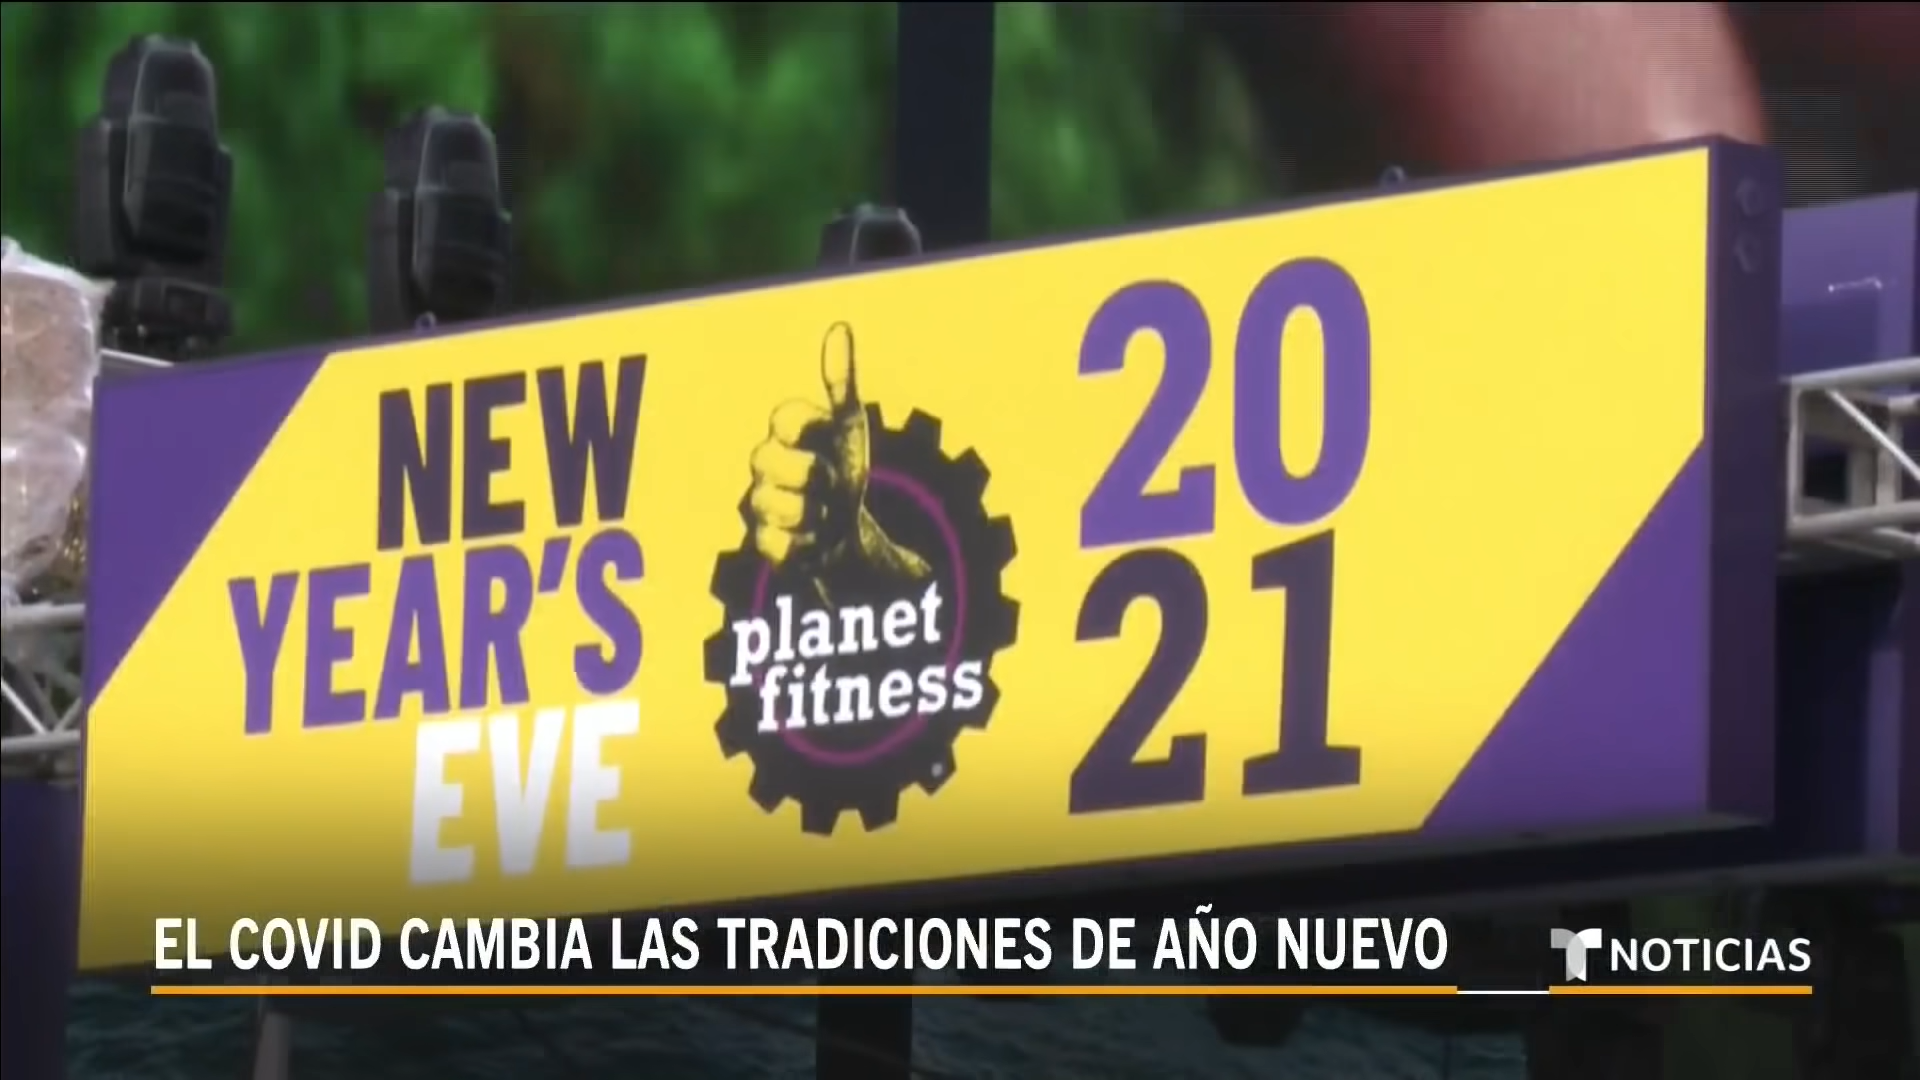 NEW
YEAR'S
EVE
planet
fitness
20
21
EL COVID CAMBIA LAS TRADICIONES DE AÑO NUEVO
NOTICIAS